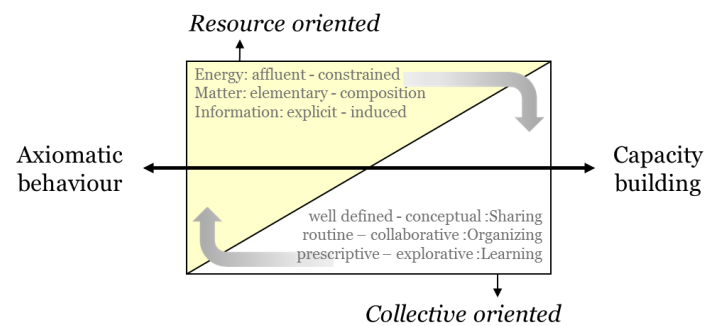 Resource oriented
Energy: affluent - constrained
Matter: elementary - composition
Information: explicit - induced
Axiomatic
behaviour
Capacity
building
well defined - conceptual :Sharing
routine – collaborative :Organizing
prescriptive – explorative :Learning
Collective oriented